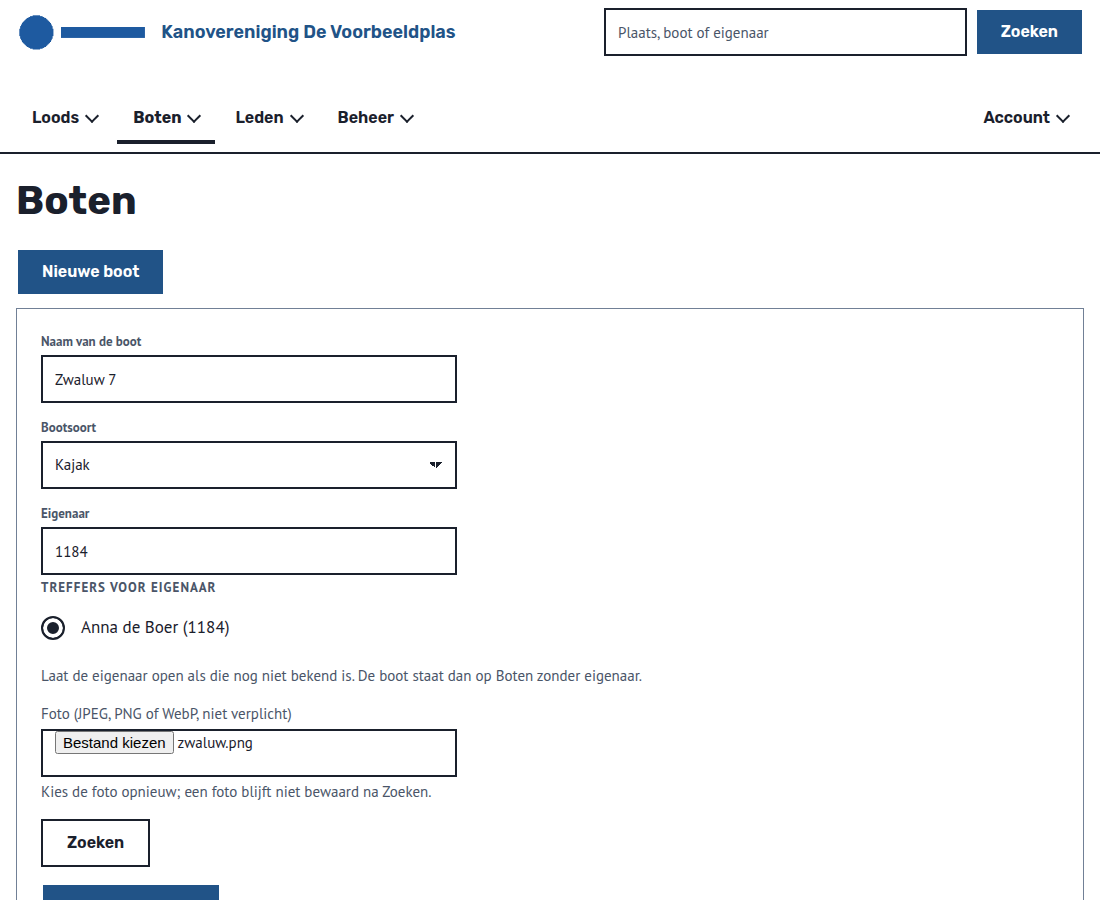 Kanovereniging De Voorbeeldplas
Plaats, boot of eigenaar
Zoeken
Loods
Boten
Leden
Beheer
Account
Boten
Nieuwe boot
Naam van de boot
Zwaluw 7
Bootsoort
Kajak
Eigenaar
1184
TREFFERS VOOR EIGENAAR
Anna de Boer (1184)
Laat de eigenaar open als die nog niet bekend is. De boot staat dan op Boten zonder eigenaar.
Foto (JPEG, PNG of WebP, niet verplicht)
Bestand kiezen zwaluw.png
Kies de foto opnieuw; een foto blijft niet bewaard na Zoeken.
Zoeken